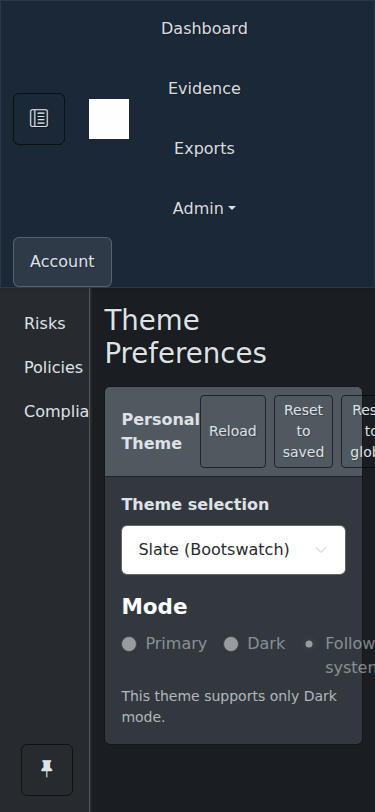 Dashboard
Evidence
Exports
Admin
Account
Risks
Policies
Complia
Theme
Preferences
Personal
Theme
Reload
Reset
to
saved
Res
to
glob
Theme selection
Slate (Bootswatch)
Mode
Primary
Dark
Follow
system
This theme supports only Dark
mode.